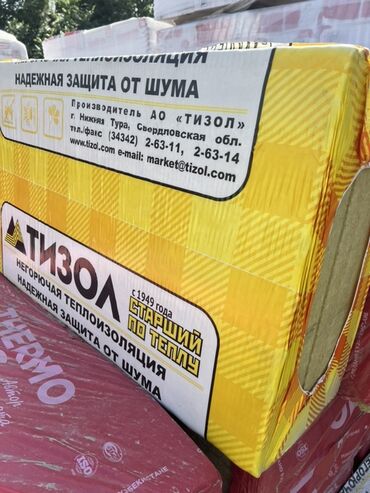 ТЕПЛОИЗОЛЯЦИЯ
НАДЕЖНАЯ ЗАЩИТА ОТ ШУМА
Производитель АО «ТИЗОЛ»
г. Нижняя Тура, Свердловская обл.
тел./факс (34342) 2-63-11, 2-63-14
www.tizol.com e-mail: market@tizol.com
ТИЗОЛ
с 1949 года
НЕГОРЮЧАЯ ТЕПЛОИЗОЛЯЦИЯ
СТАРШИЙ
ПО ТЕПЛУ
НАДЕЖНАЯ ЗАЩИТА ОТ ШУМА
THERMO
ISO